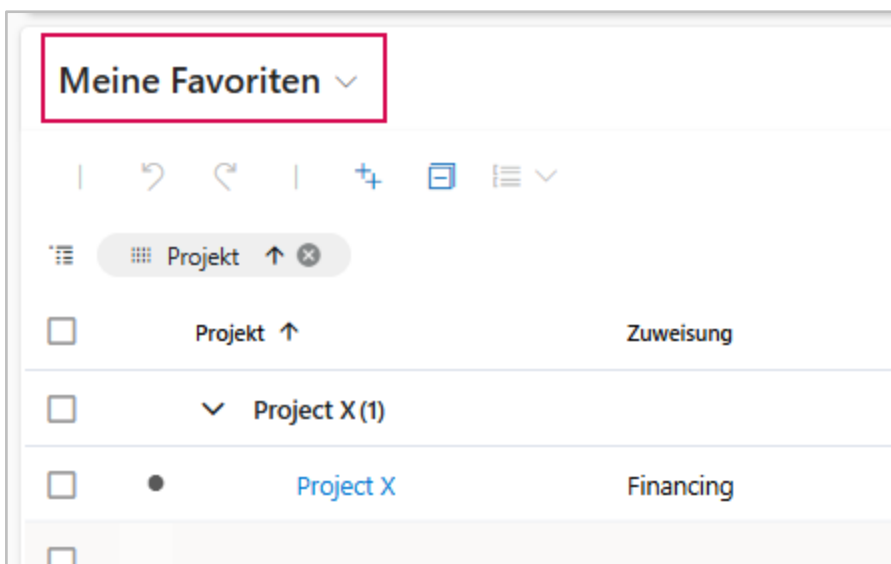 Meine Favoriten
Projekt
Projekt Zuweisung
Project X (1)
Project X Financing